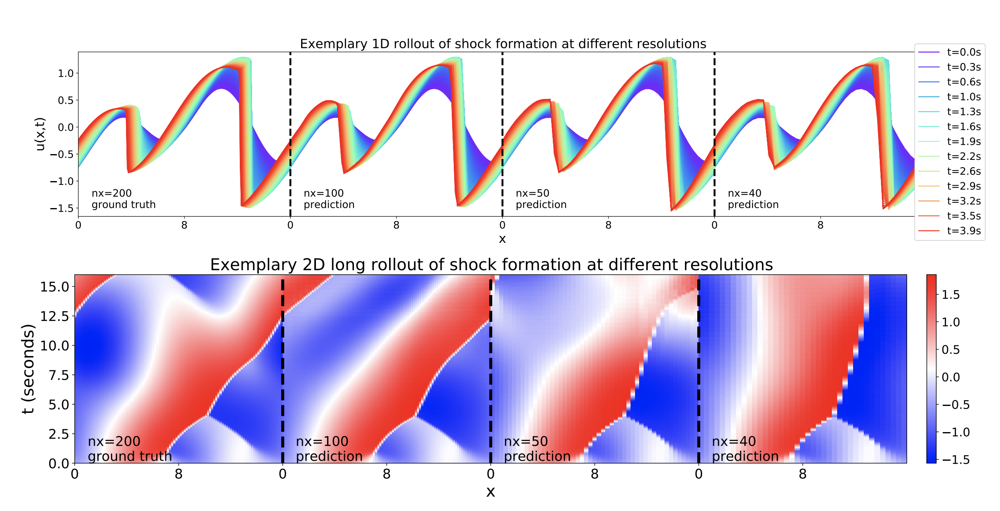 Exemplary 1D rollout of shock formation at different resolutions
u(x,t)
1.0
0.5
0.0
−0.5
−1.0
−1.5
nx=200
ground truth
nx=100
prediction
nx=50
prediction
nx=40
prediction
0 8 0 8 0 8 0 8
x
t=0.0s
t=0.3s
t=0.6s
t=1.0s
t=1.3s
t=1.6s
t=1.9s
t=2.2s
t=2.6s
t=2.9s
t=3.2s
t=3.5s
t=3.9s
Exemplary 2D long rollout of shock formation at different resolutions
t (seconds)
15.0
12.5
10.0
7.5
5.0
2.5
0.0
nx=200
ground truth
nx=100
prediction
nx=50
prediction
nx=40
prediction
0 8 0 8 0 8 0 8
x
1.5
1.0
0.5
0.0
−0.5
−1.0
−1.5